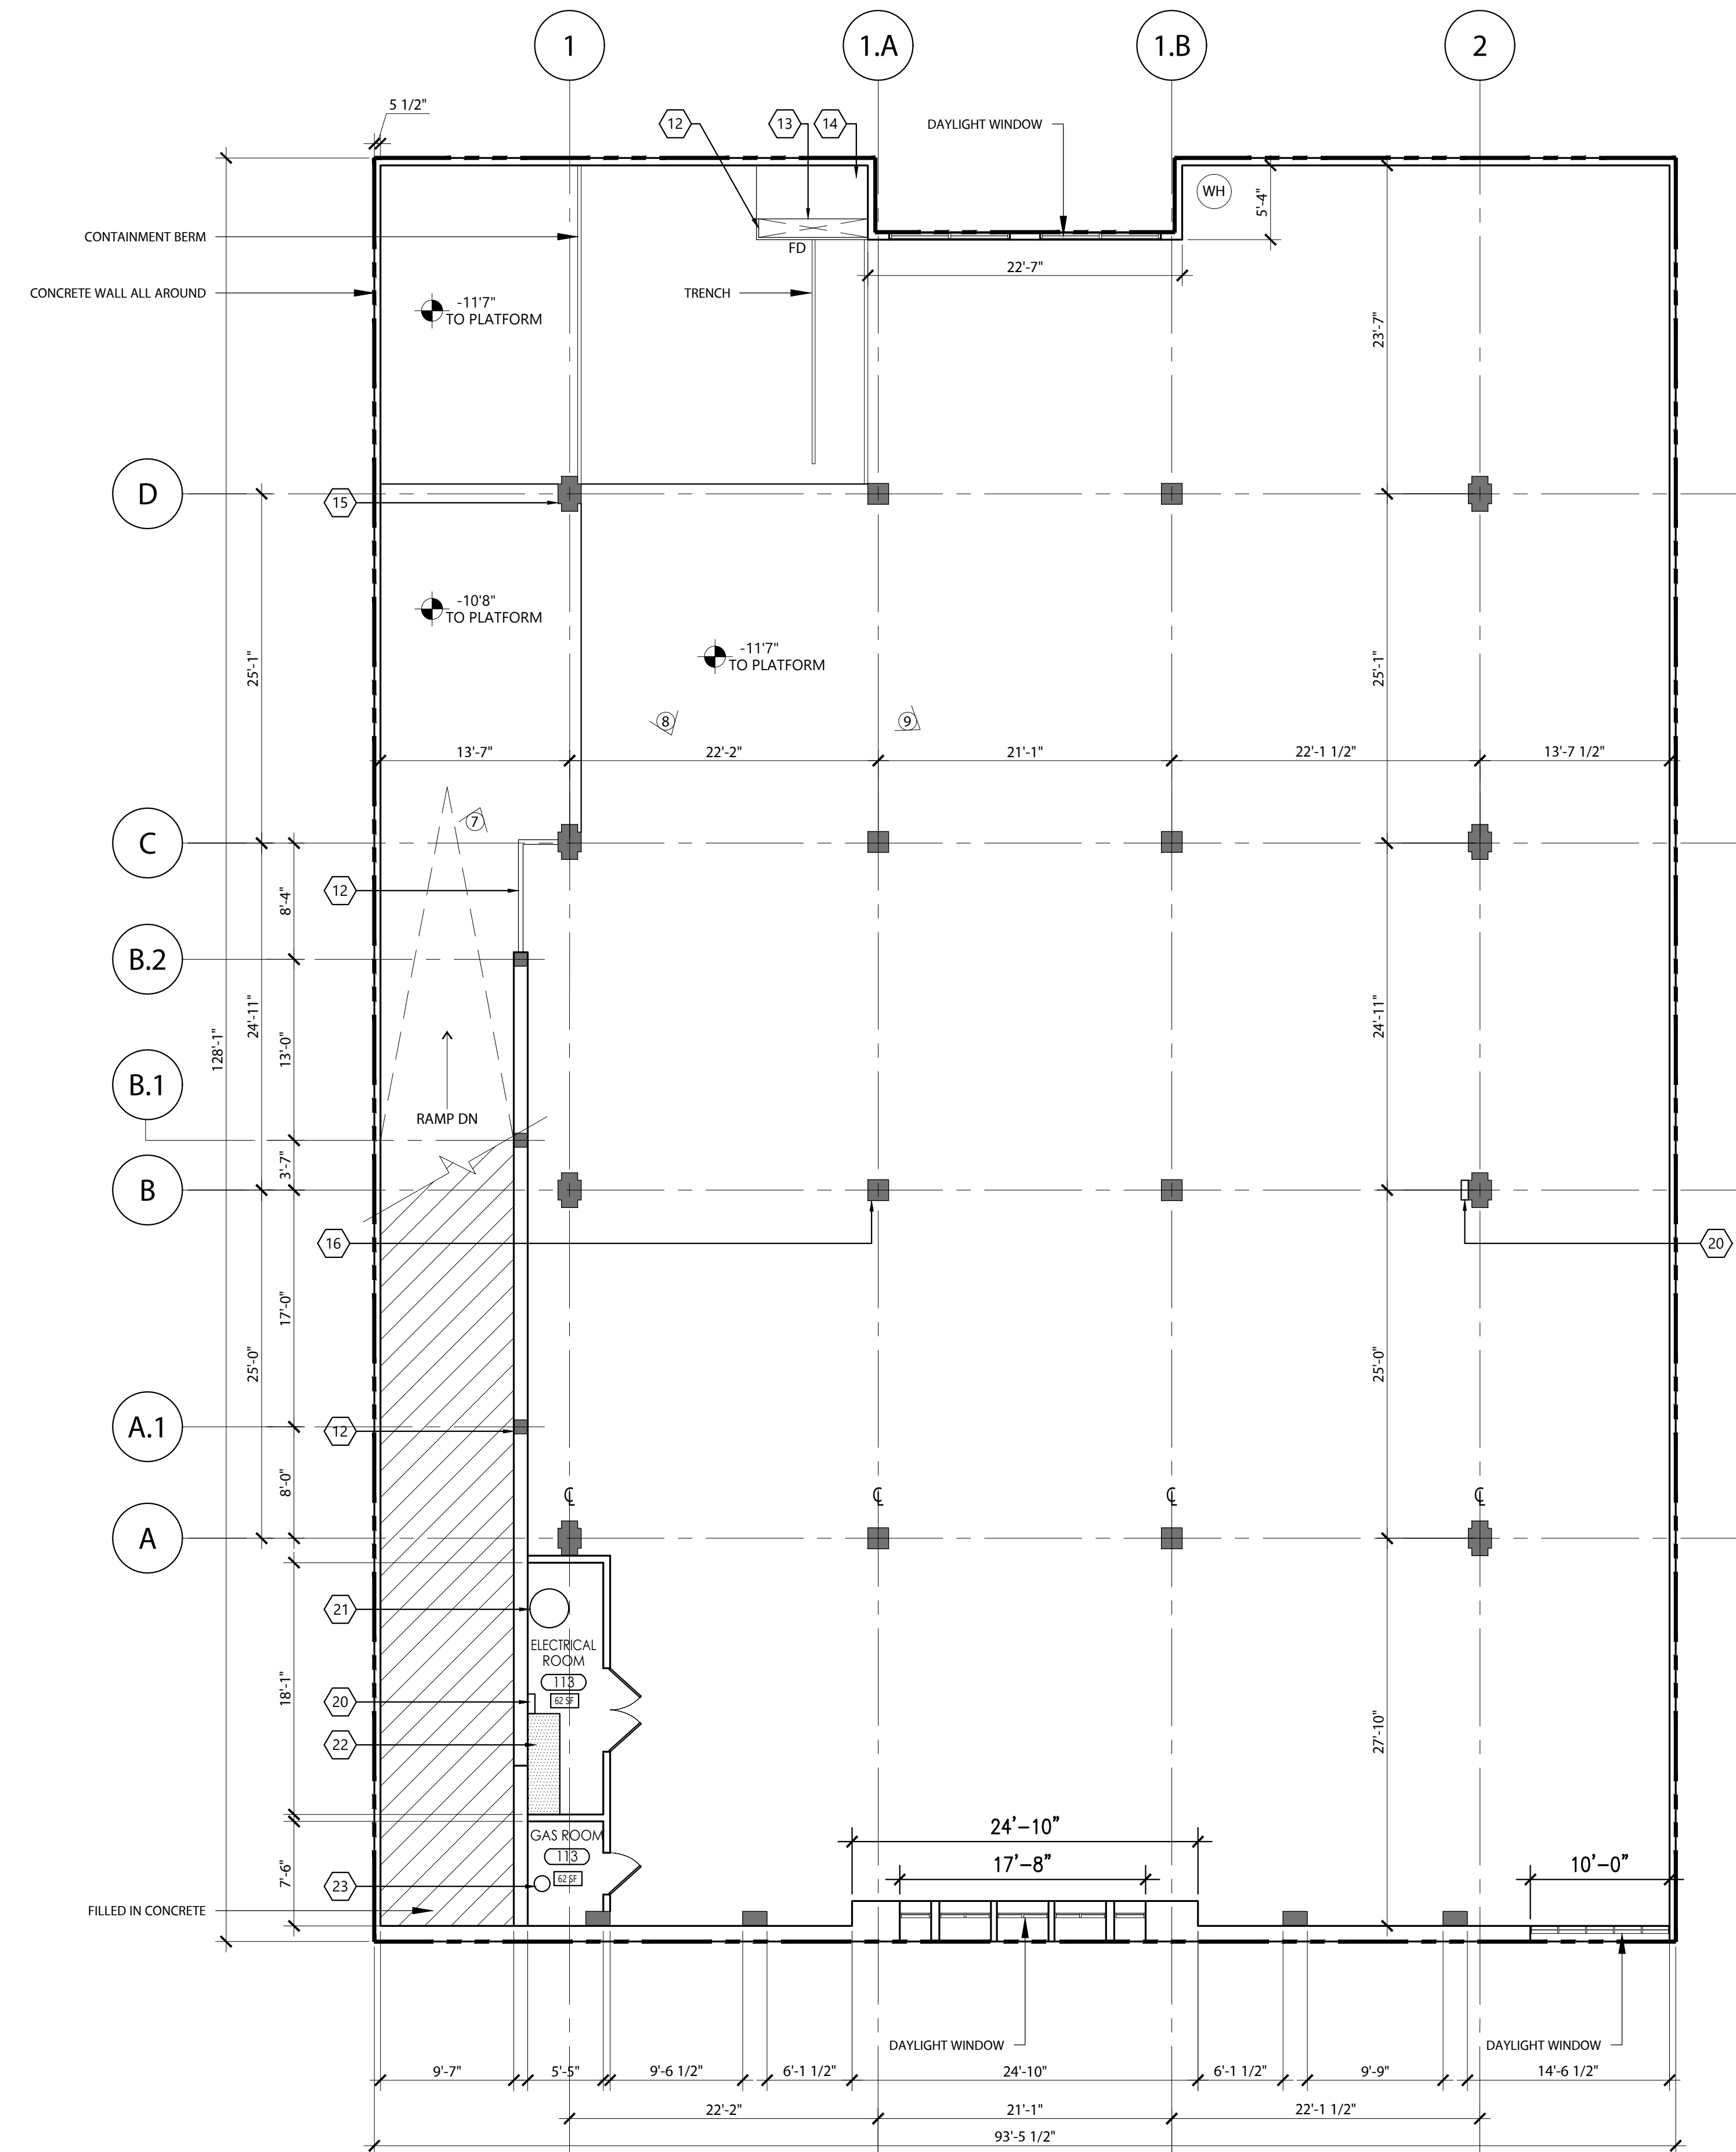 1
1.A
1.B
2
5 1/2"
12
13
14
DAYLIGHT WINDOW
WH
5'-4"
CONTAINMENT BERM
FD
22'-7"
CONCRETE WALL ALL AROUND
TRENCH
-11'7"
TO PLATFORM
23'-7"
D
15
-10'8"
TO PLATFORM
-11'7"
TO PLATFORM
25'-1"
25'-1"
8
9
13'-7"
22'-2"
21'-1"
22'-1 1/2"
13'-7 1/2"
7
C
12
8'-4"
B.2
128'-1"
24'-11"
13'-0"
24'-11"
B.1
RAMP DN
3'-7"
B
16
20
17'-0"
25'-0"
25'-0"
A.1
12
8'-0"
CL
CL
CL
CL
A
21
ELECTRICAL
ROOM
113
62 SF
18'-1"
20
22
27'-10"
24'-10"
17'-8"
10'-0"
GAS ROOM
113
62 SF
7'-6"
23
FILLED IN CONCRETE
DAYLIGHT WINDOW
DAYLIGHT WINDOW
9'-7"
5'-5"
9'-6 1/2"
6'-1 1/2"
24'-10"
6'-1 1/2"
9'-9"
14'-6 1/2"
22'-2"
21'-1"
22'-1 1/2"
93'-5 1/2"